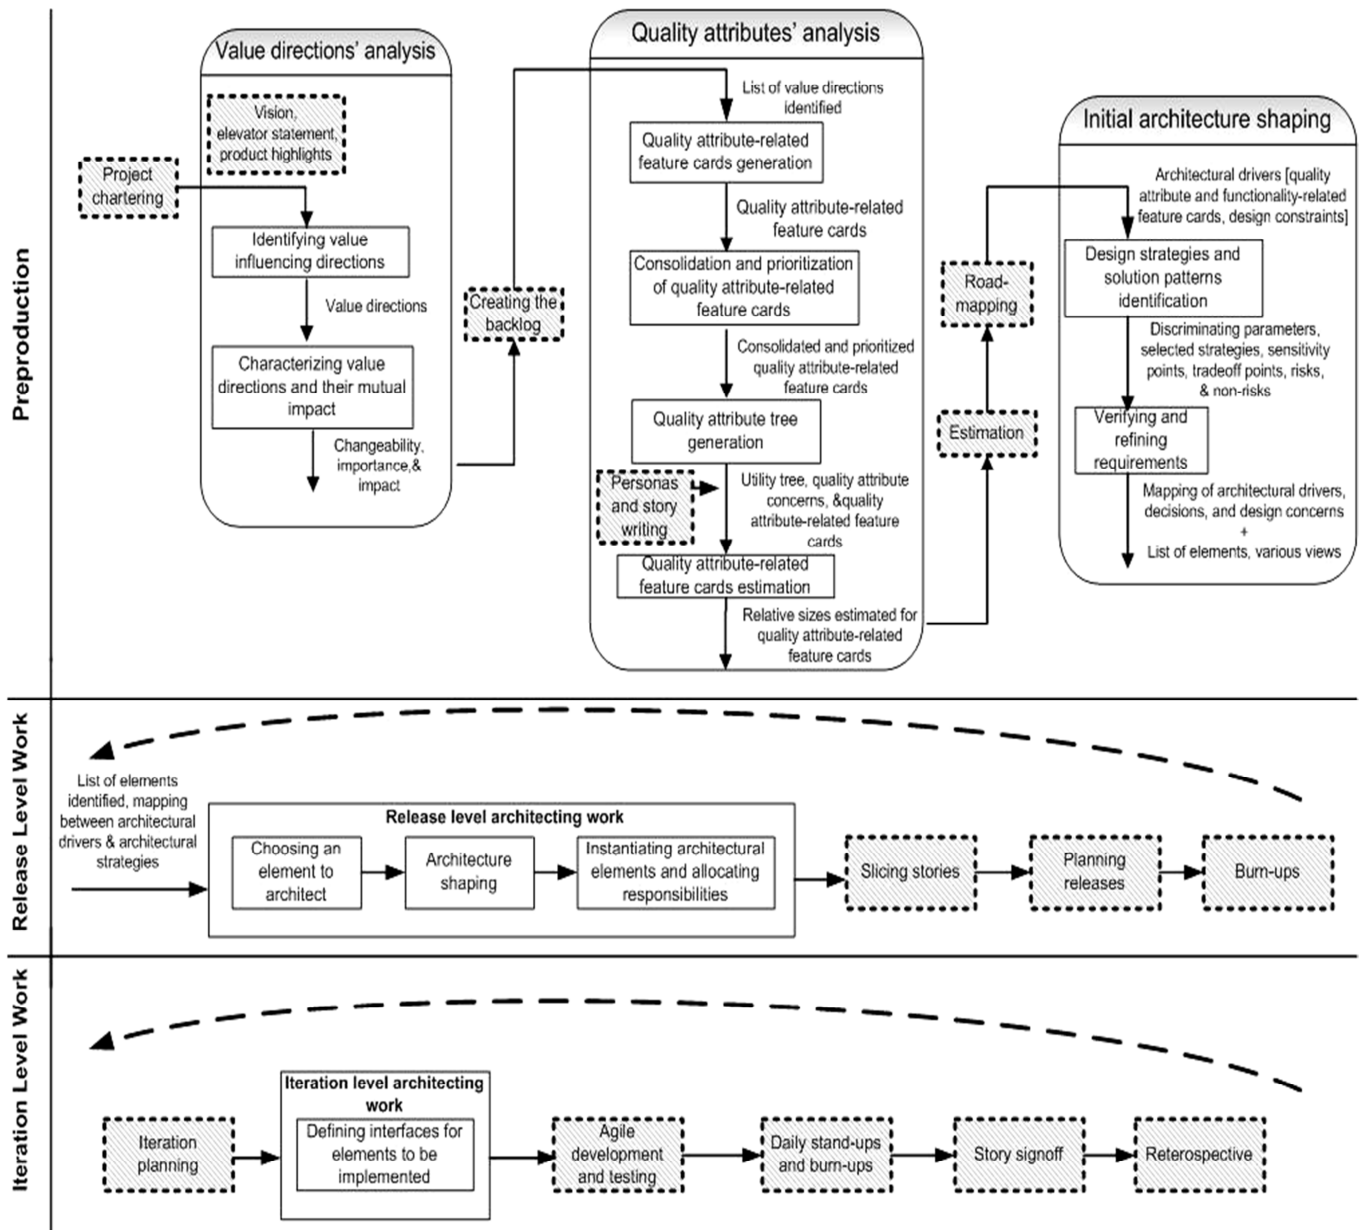 Preproduction
Value directions' analysis
Vision,
elevator statement,
product highlights
Project
chartering
Identifying value
influencing directions
Value directions
Characterizing value
directions and their mutual
impact
Changeability,
importance,&
impact
Creating the
backlog
Quality attributes' analysis
List of value directions
identified
Quality attribute-related
feature cards generation
Quality attribute-related
feature cards
Consolidation and prioritization
of quality attribute-related
feature cards
Consolidated and prioritized
quality attribute-related
feature cards
Quality attribute tree
generation
Personas
and story
writing
Utility tree, quality attribute
concerns, &quality
attribute-related feature
cards
Quality attribute-related
feature cards estimation
Relative sizes estimated for
quality attribute-related
feature cards
Estimation
Road-
mapping
Initial architecture shaping
Architectural drivers [quality
attribute and functionality-related
feature cards, design constraints]
Design strategies and
solution patterns
identification
Discriminating parameters,
selected strategies, sensitivity
points, tradeoff points, risks,
& non-risks
Verifying and
refining
requirements
Mapping of architectural drivers,
decisions, and design concerns
+
List of elements, various views
Release Level Work
List of elements
identified, mapping
between architectural
drivers & architectural
strategies
Release level architecting work
Choosing an
element to
architect
Architecture
shaping
Instantiating architectural
elements and allocating
responsibilities
Slicing stories
Planning
releases
Burn-ups
Iteration Level Work
Iteration
planning
Iteration level architecting
work
Defining interfaces for
elements to be
implemented
Agile
development
and testing
Daily stand-ups
and burn-ups
Story signoff
Reterospective